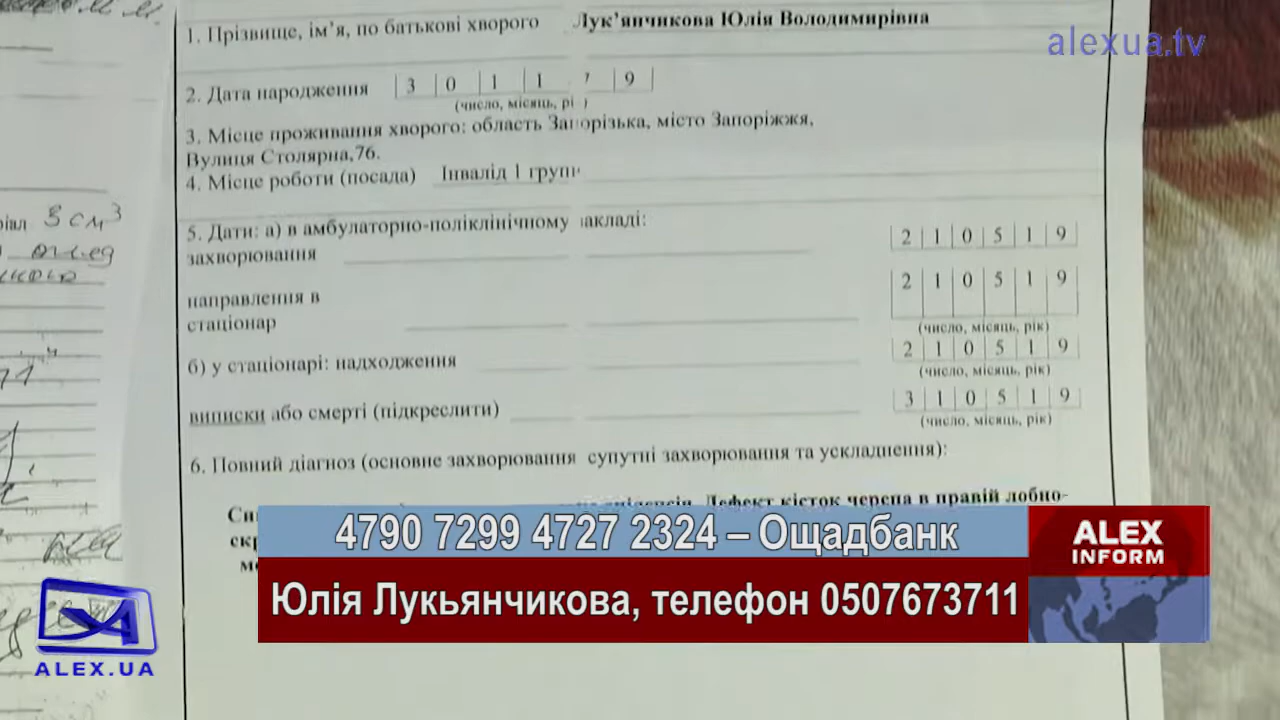 1. Прізвище, ім'я, по батькові хворого Лук'янчикова Юлія Володимирівна
alexua.tv
2. Дата народження 3 0 1 1 7 9
(число, місяць, рі )
3. Місце проживання хворого: область Запорізька, місто Запоріжжя,
Вулиця Столярна,76.
4. Місце роботи (посада) Інвалід 1 групи
3 см³
5. Дати: а) в амбулаторно-поліклінічному закладі:
захворювання 2 1 0 5 1 9
направлення в 2 1 0 5 1 9
стаціонар
(число, місяць, рік)
б) у стаціонарі: надходження 2 1 0 5 1 9
(число, місяць, рік)
виписки або смерті (підкреслити) 3 1 0 5 1 9
(число, місяць, рік)
6. Повний діагноз (основне захворювання супутні захворювання та ускладнення):
Дефект кісток черепа в правій лобно-
4790 7299 4727 2324 – Ощадбанк
Юлія Лукьянчикова, телефон 0507673711
ALEX
INFORM
ALEX.UA